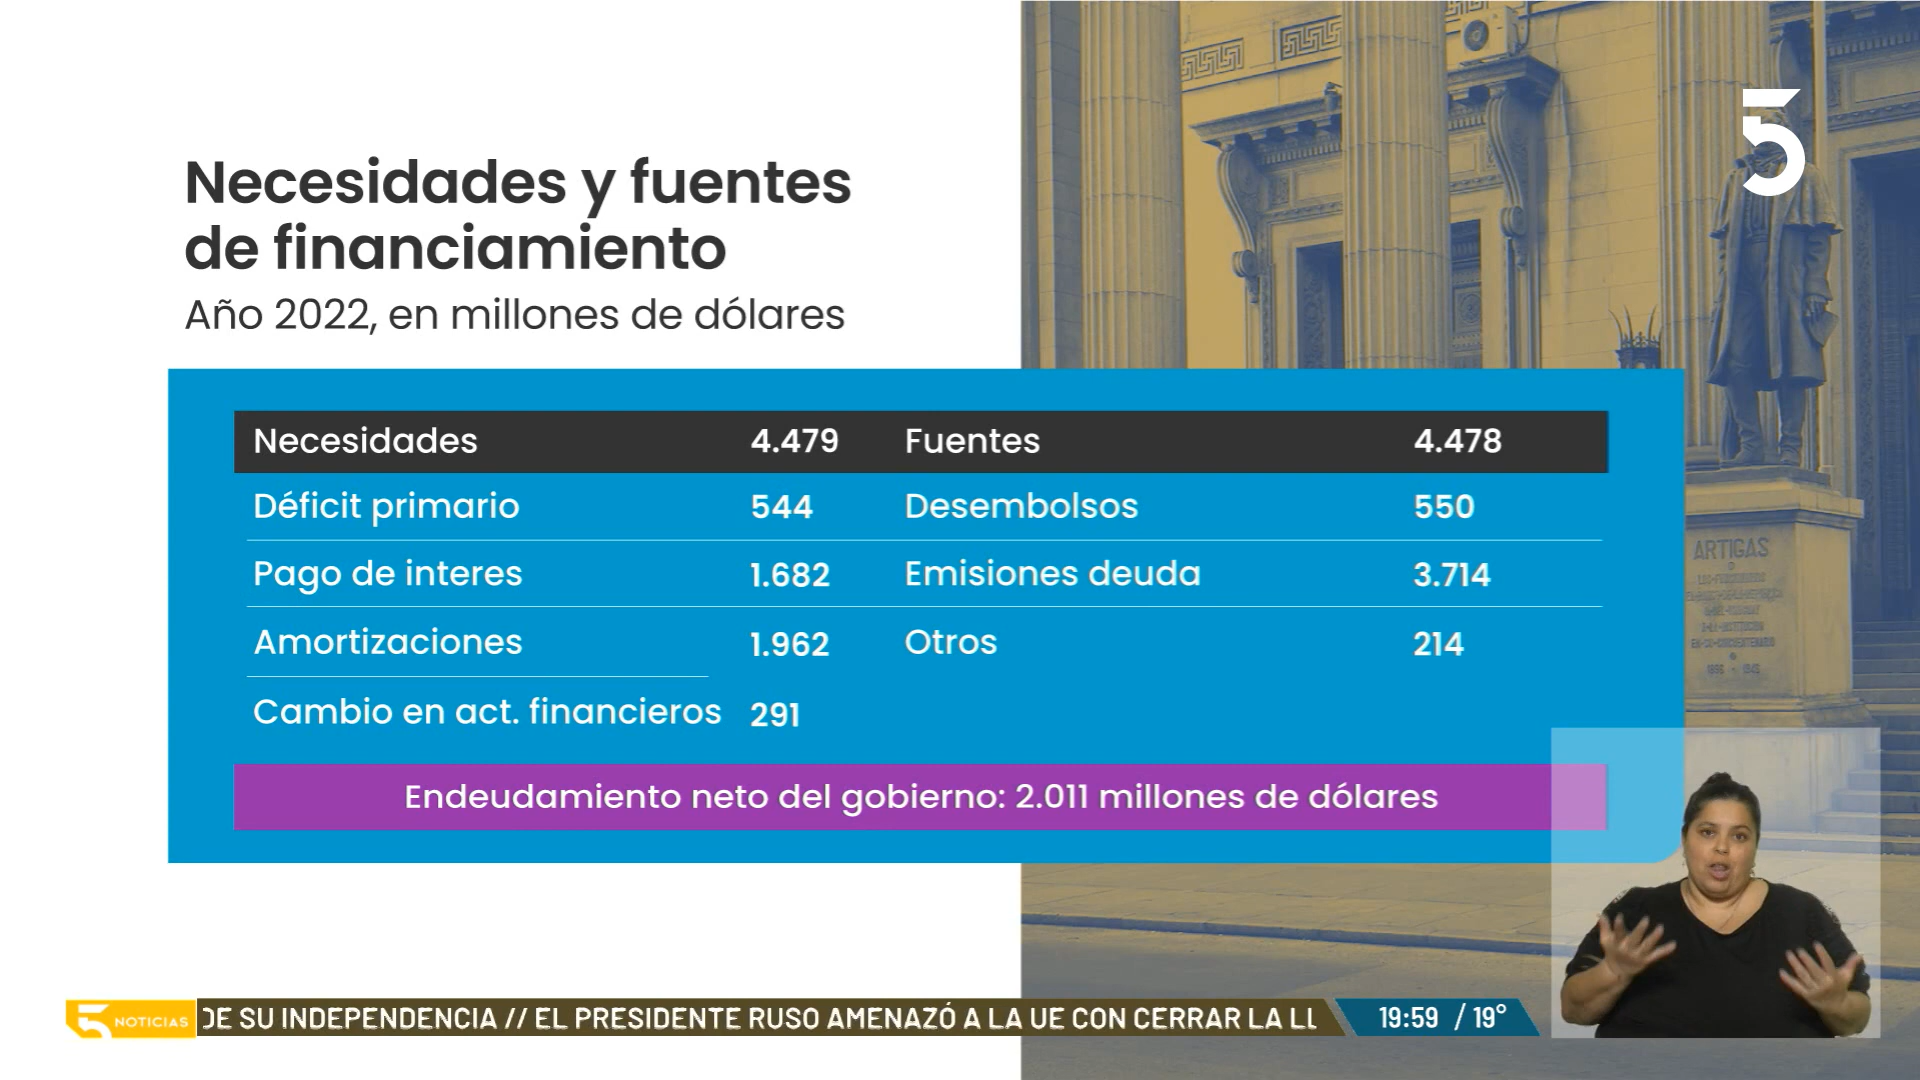 Necesidades y fuentes
de financiamiento
Año 2022, en millones de dólares
5
Necesidades 4.479 Fuentes 4.478
Déficit primario 544 Desembolsos 550
Pago de interes 1.682 Emisiones deuda 3.714
Amortizaciones 1.962 Otros 214
Cambio en act. financieros 291
Endeudamiento neto del gobierno: 2.011 millones de dólares
ARTIGAS
5 NOTICIAS DE SU INDEPENDENCIA // EL PRESIDENTE RUSO AMENAZÓ A LA UE CON CERRAR LA LL 19:59 / 19°